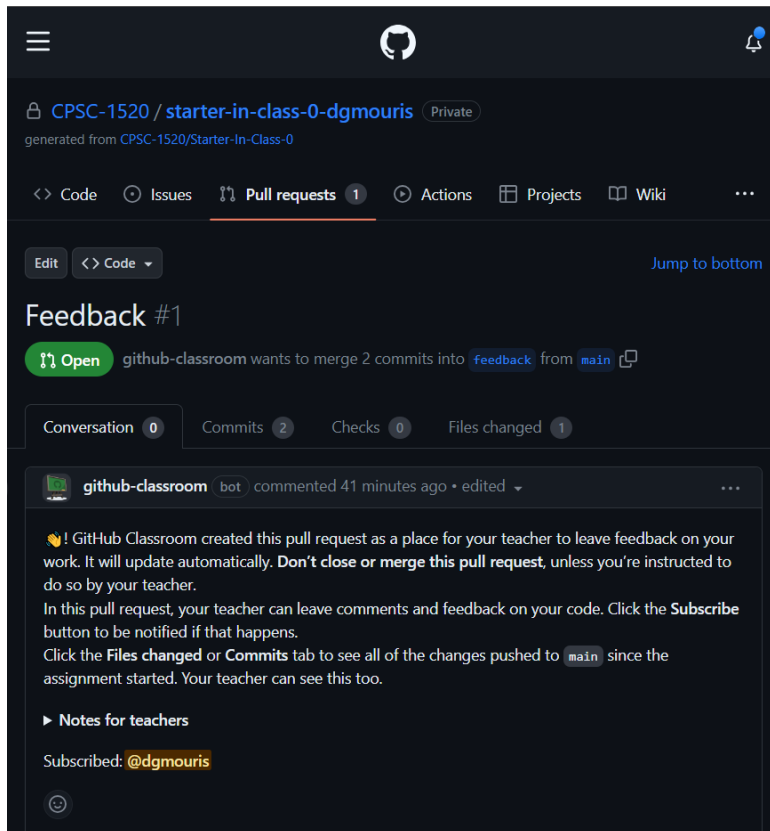 CPSC-1520 / starter-in-class-0-dgmouris Private
generated from CPSC-1520/Starter-In-Class-0
Code Issues Pull requests 1 Actions Projects Wiki ...
Edit <> Code Jump to bottom
Feedback #1
Open github-classroom wants to merge 2 commits into feedback from main
Conversation 0 Commits 2 Checks 0 Files changed 1
github-classroom bot commented 41 minutes ago • edited ...
👋! GitHub Classroom created this pull request as a place for your teacher to leave feedback on your
work. It will update automatically. Don’t close or merge this pull request, unless you’re instructed to
do so by your teacher.
In this pull request, your teacher can leave comments and feedback on your code. Click the Subscribe
button to be notified if that happens.
Click the Files changed or Commits tab to see all of the changes pushed to main since the
assignment started. Your teacher can see this too.
Notes for teachers
Subscribed: @dgmouris